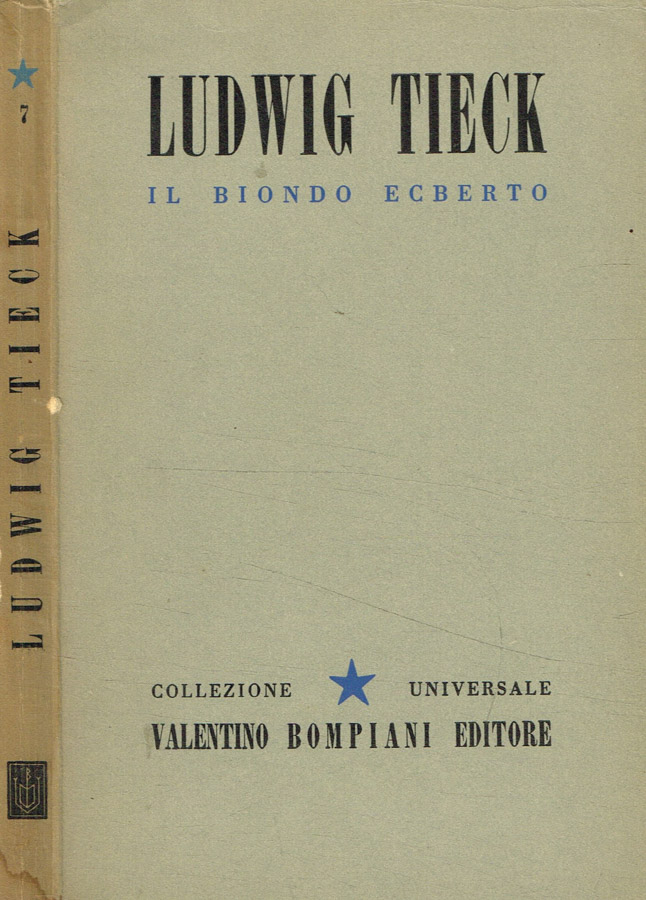 7
LUDWIG TIECK
LUDWIG TIECK
IL BIONDO ECBERTO
COLLEZIONE UNIVERSALE
VALENTINO BOMPIANI EDITORE